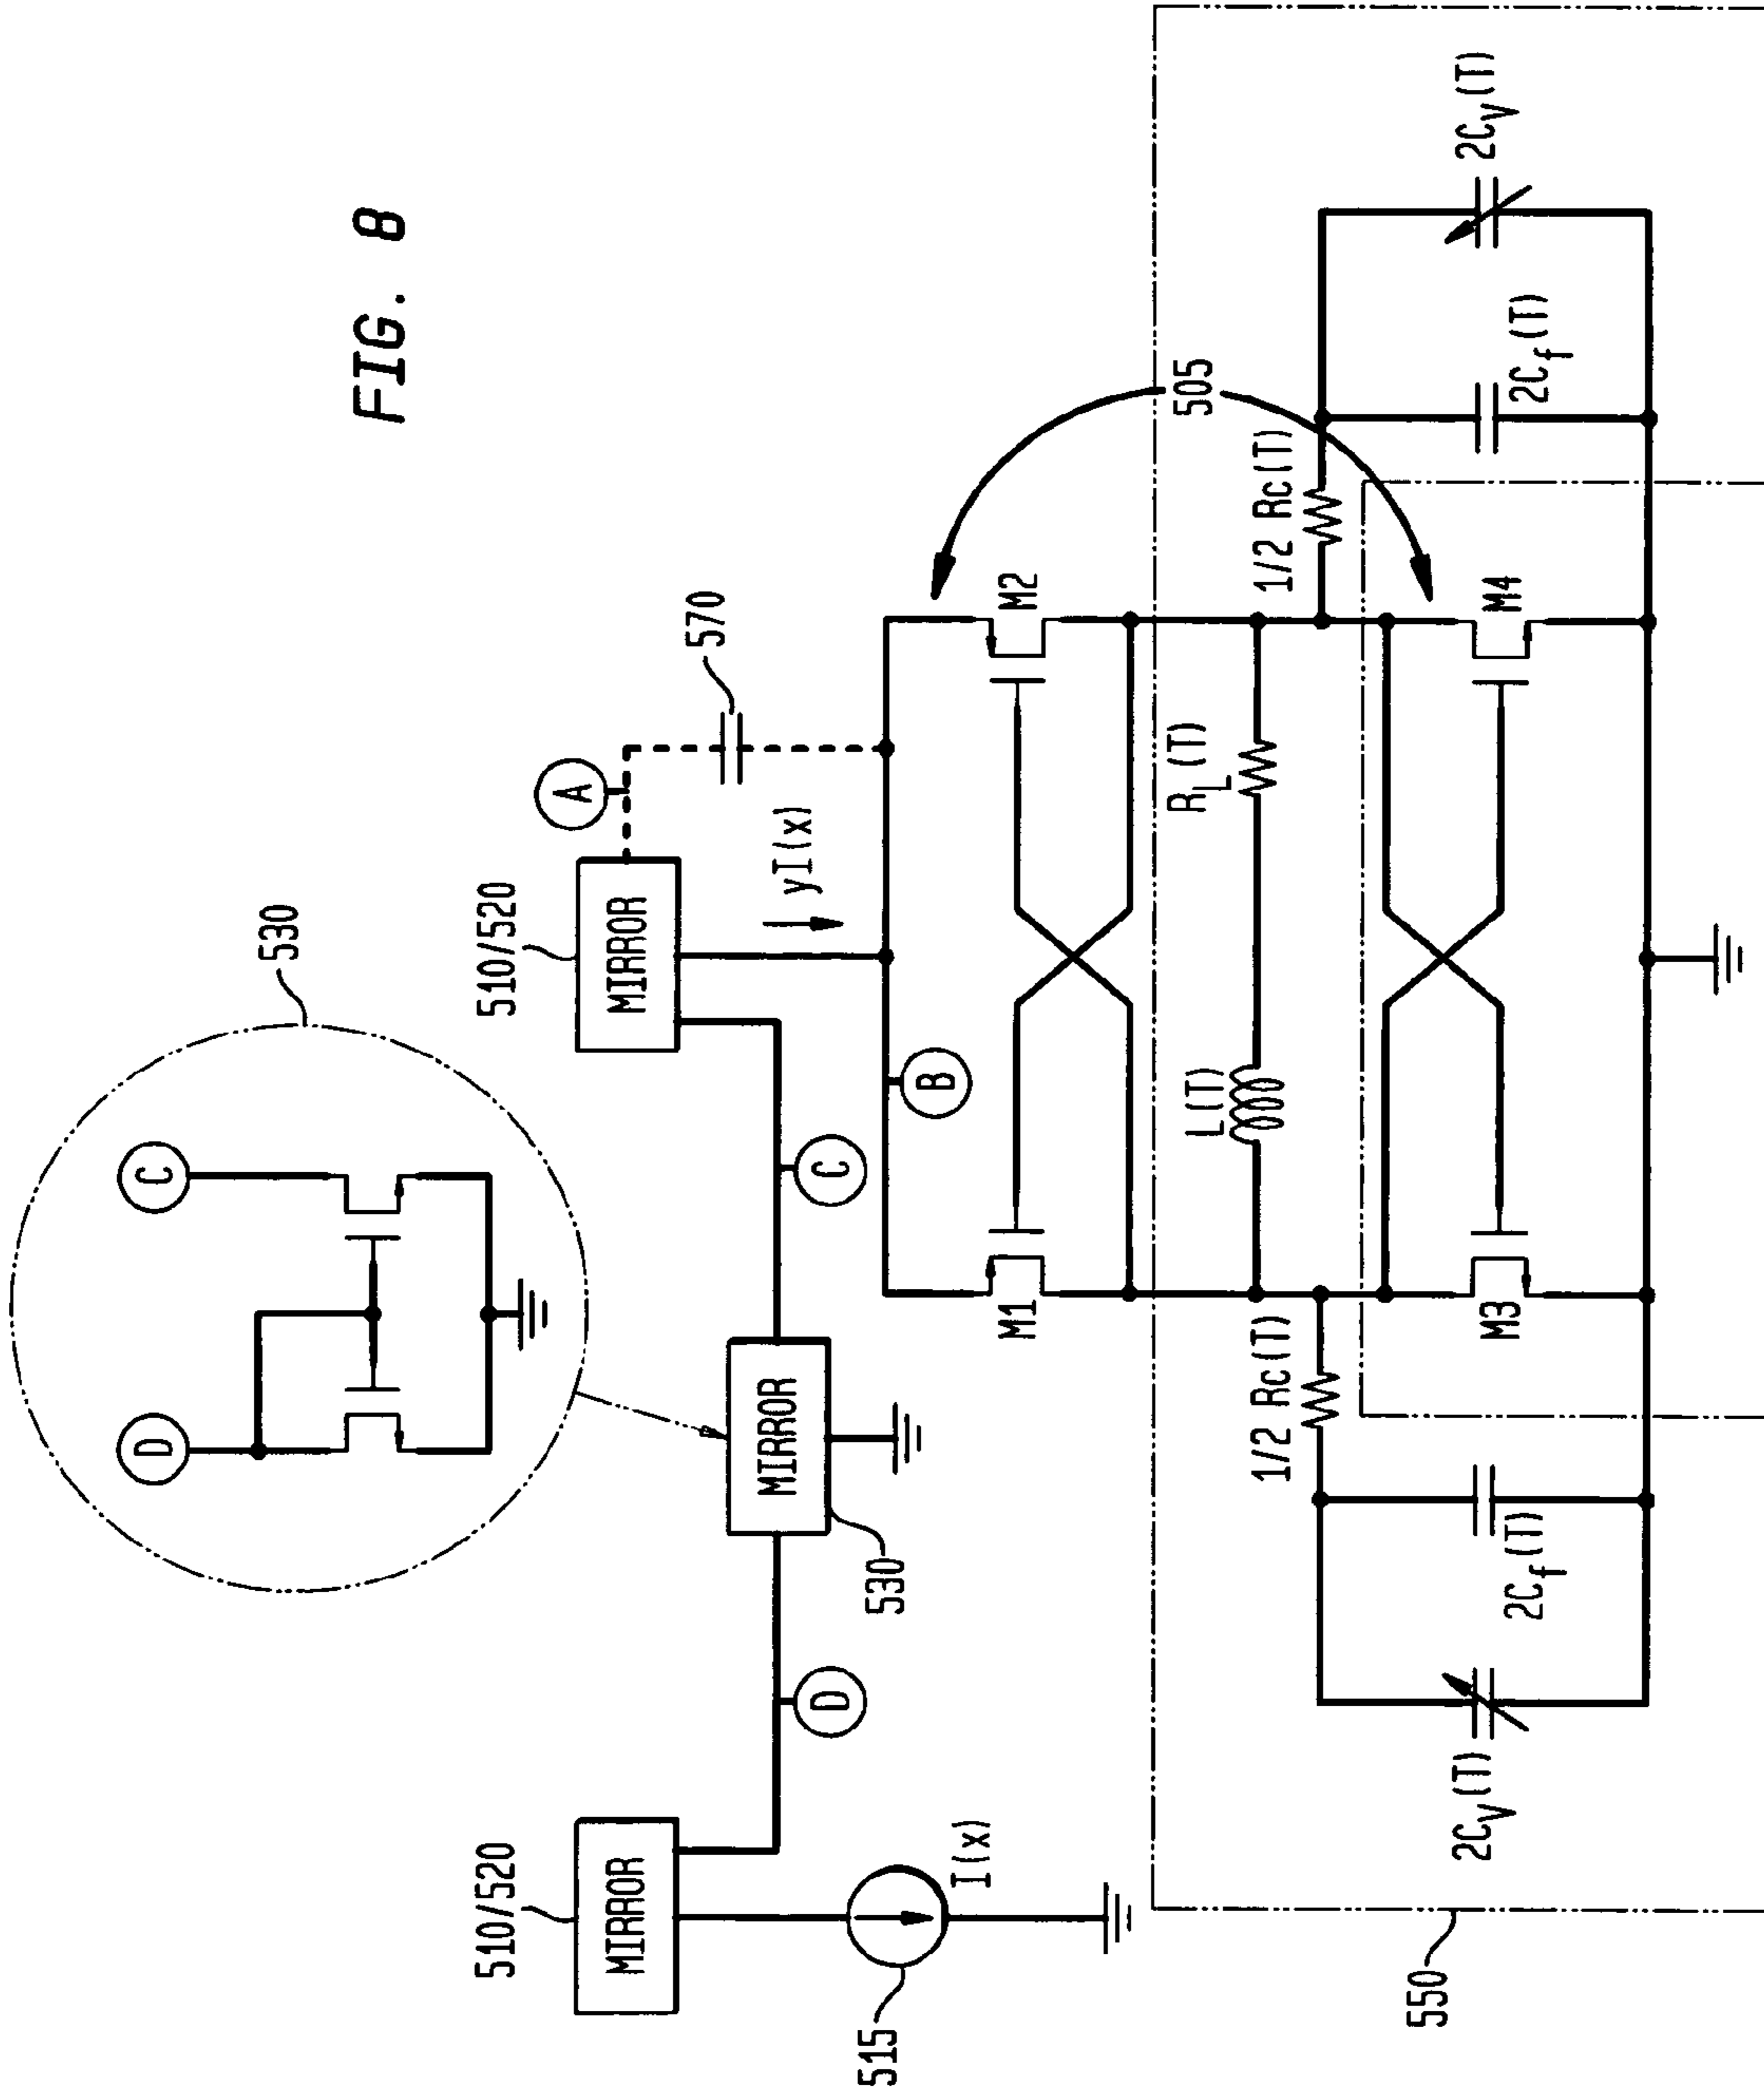 FIG. 8
530
D
C
510/520
MIRROR
515
I(x)
D
MIRROR
530
C
510/520
MIRROR
A
570
yI(x)
B
M1
M2
505
L(T)
R_L(T)
1/2 Rc(T)
1/2 Rc(T)
M3
M4
2C_V(T)
2C_f(T)
2C_f(T)
2C_V(T)
550